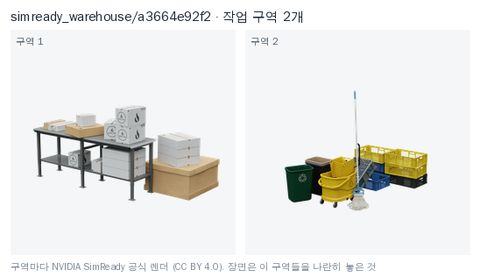 simready_warehouse/a3664e92f2 · 작업 구역 2개
구역 1
구역 2
구역마다 NVIDIA SimReady 공식 렌더 (CC BY 4.0). 장면은 이 구역들을 나란히 놓은 것